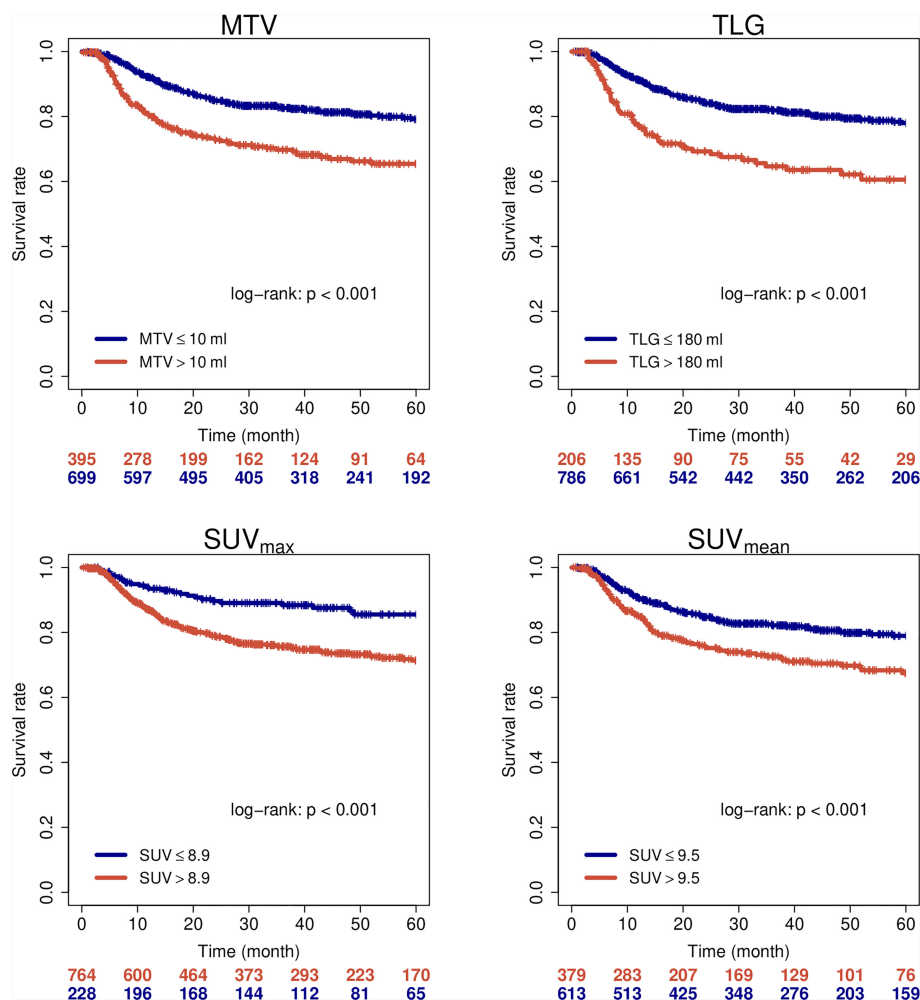 MTV
Survival rate
1.0
0.8
0.6
0.4
0.2
0.0
log−rank: p < 0.001
MTV ≤ 10 ml
MTV > 10 ml
0 10 20 30 40 50 60
Time (month)
395 278 199 162 124 91 64
699 597 495 405 318 241 192
TLG
Survival rate
1.0
0.8
0.6
0.4
0.2
0.0
log−rank: p < 0.001
TLG ≤ 180 ml
TLG > 180 ml
0 10 20 30 40 50 60
Time (month)
206 135 90 75 55 42 29
786 661 542 442 350 262 206
SUVmax
Survival rate
1.0
0.8
0.6
0.4
0.2
0.0
log−rank: p < 0.001
SUV ≤ 8.9
SUV > 8.9
0 10 20 30 40 50 60
Time (month)
764 600 464 373 293 223 170
228 196 168 144 112 81 65
SUVmean
Survival rate
1.0
0.8
0.6
0.4
0.2
0.0
log−rank: p < 0.001
SUV ≤ 9.5
SUV > 9.5
0 10 20 30 40 50 60
Time (month)
379 283 207 169 129 101 76
613 513 425 348 276 203 159